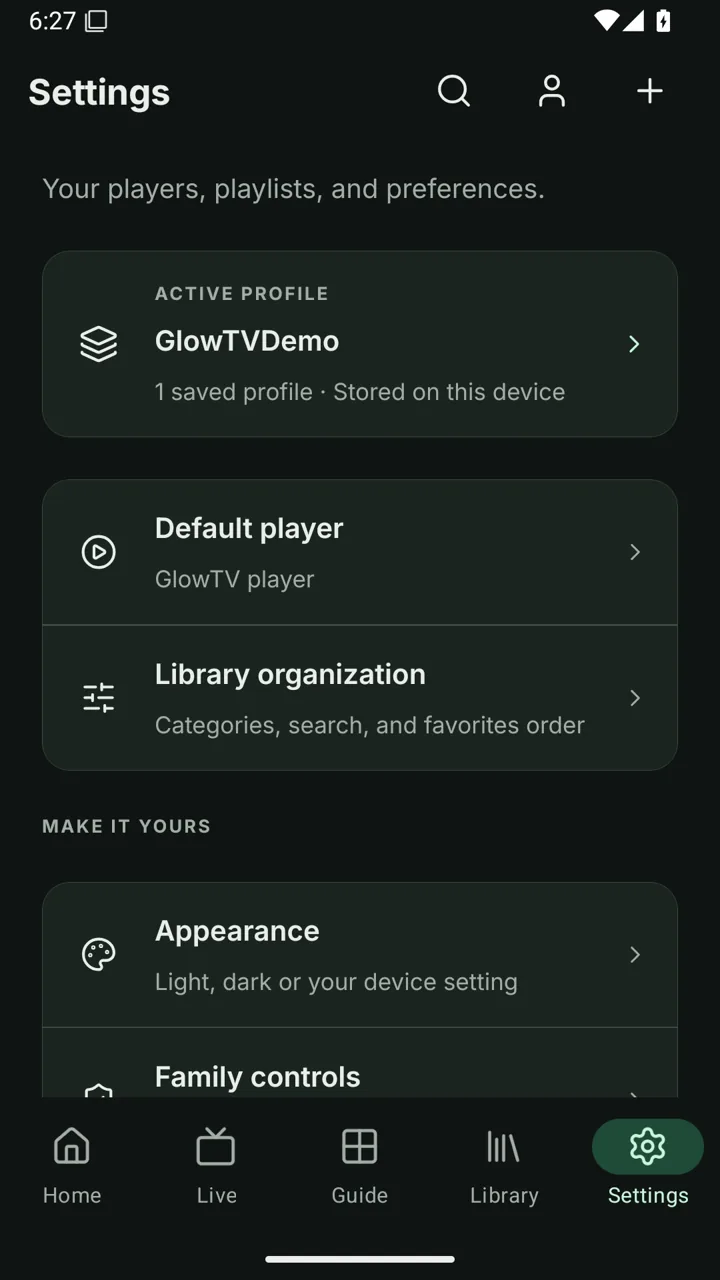 6:27
Settings
Your players, playlists, and preferences.
ACTIVE PROFILE
GlowTVDemo
1 saved profile · Stored on this device
Default player
GlowTV player
Library organization
Categories, search, and favorites order
MAKE IT YOURS
Appearance
Light, dark or your device setting
Family controls
Home
Live
Guide
Library
Settings